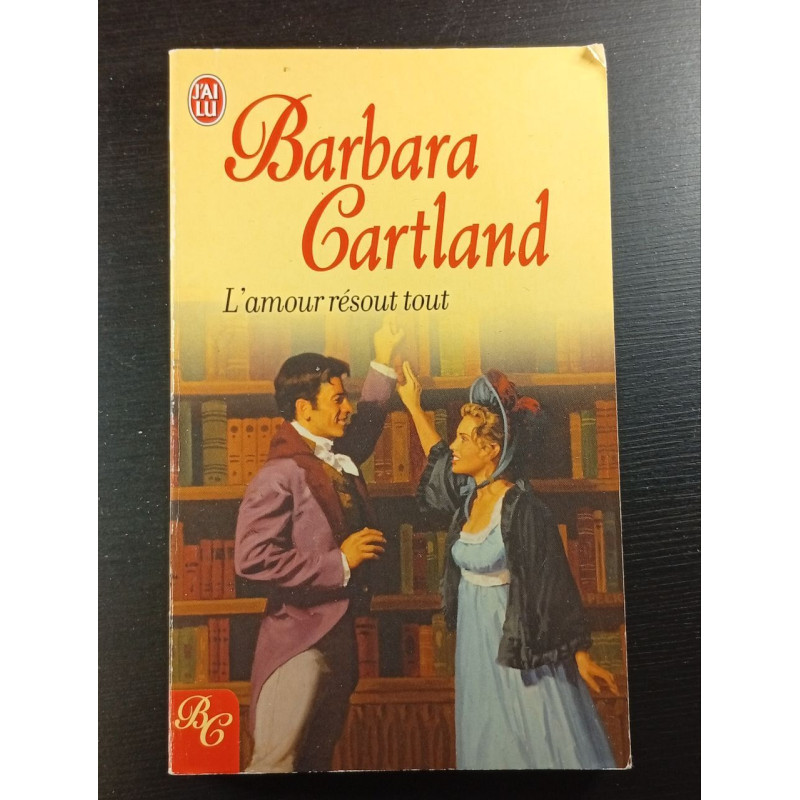 J'AI
LU
Barbara
Cartland
L'amour résout tout
BC